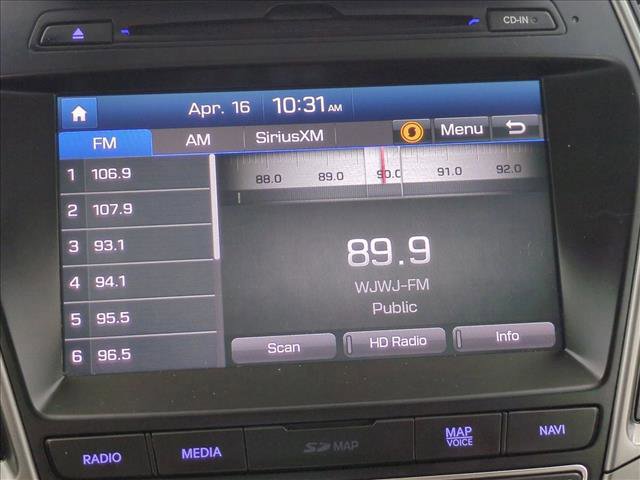 CD-IN
Apr. 16 10:31 AM
FM AM SiriusXM Menu
1 106.9
2 107.9
3 93.1
4 94.1
5 95.5
6 96.5
88.0 89.0 90.0 91.0 92.0
89.9
WJWJ-FM
Public
Scan HD Radio Info
RADIO MEDIA SD MAP MAP VOICE NAVI